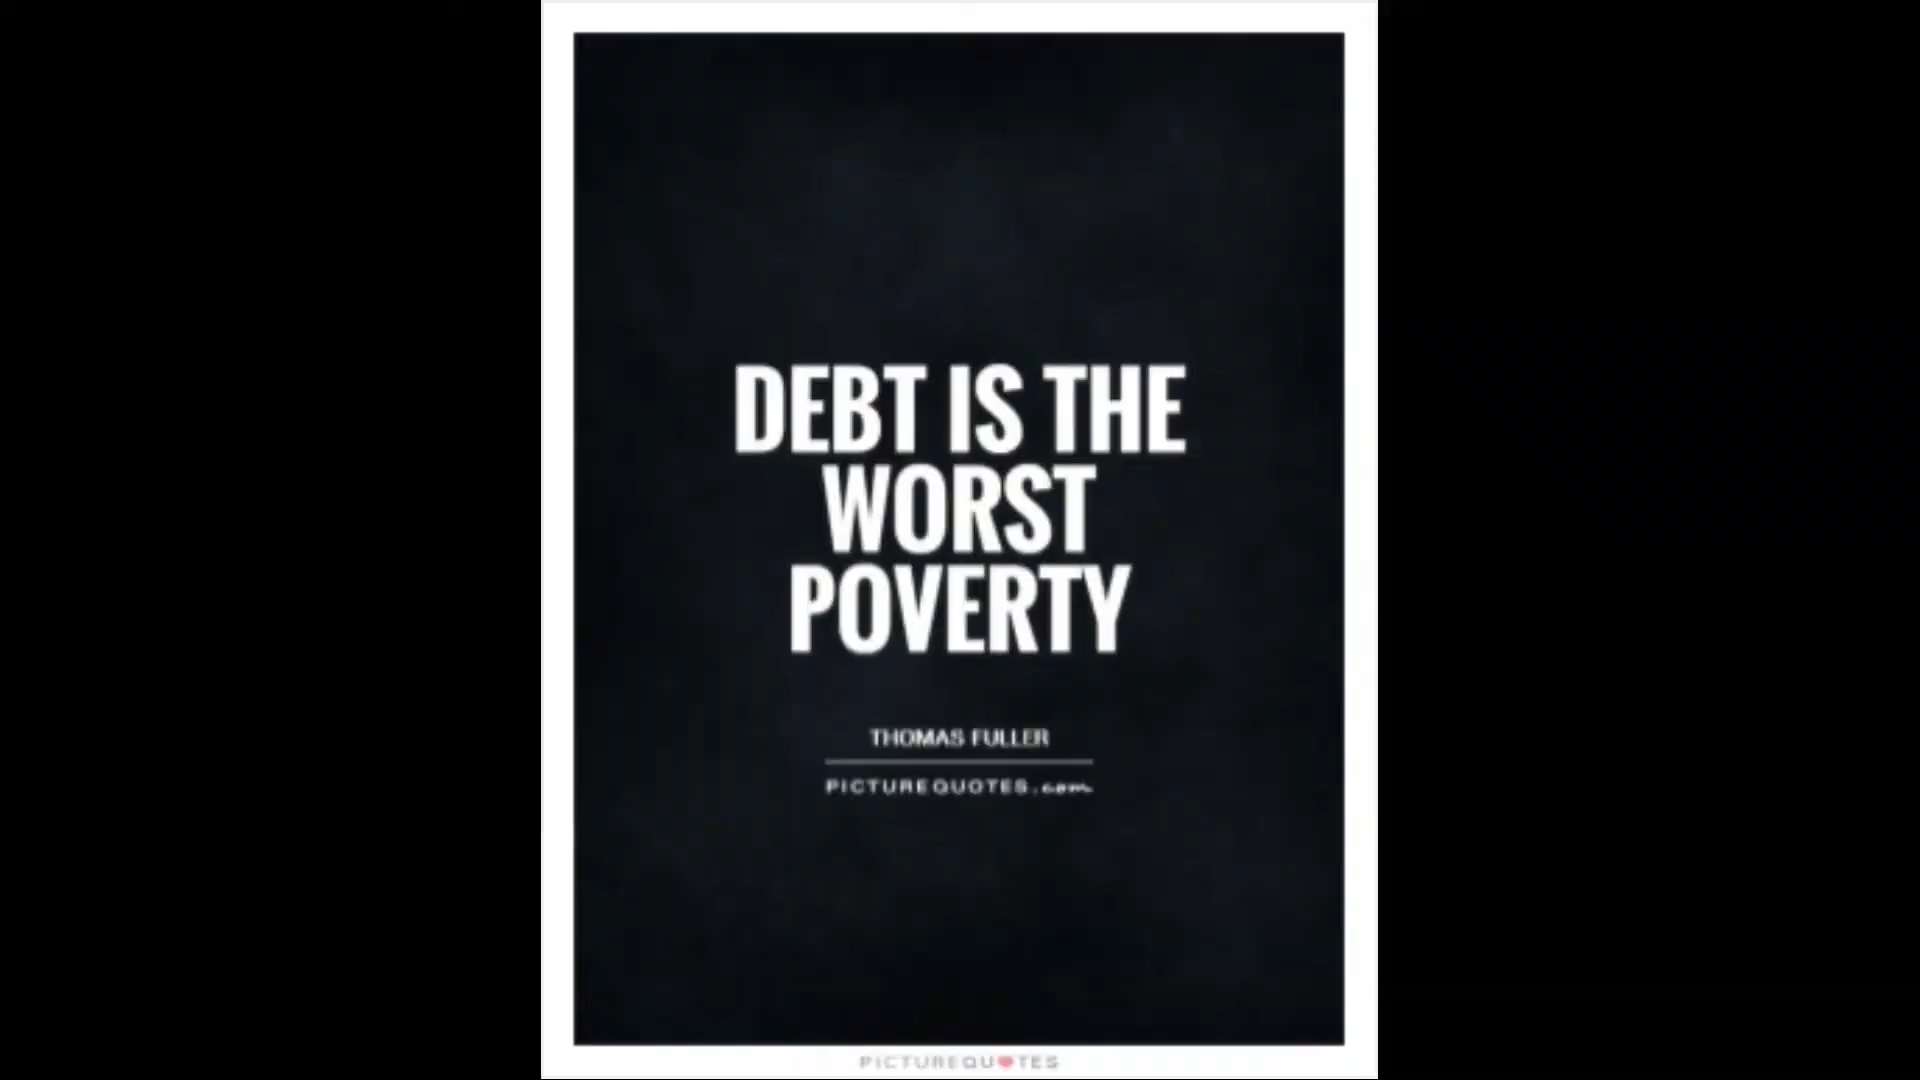 DEBT IS THE
WORST
POVERTY
THOMAS FULLER
PICTUREQUOTES.com
PICTUREQUOTES